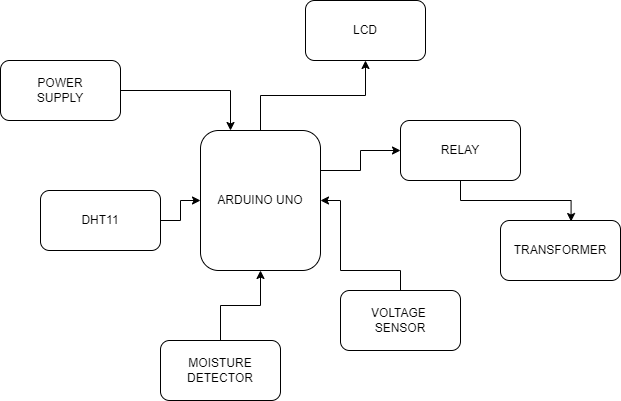 LCD
POWER
SUPPLY
RELAY
ARDUINO UNO
DHT11
TRANSFORMER
VOLTAGE
SENSOR
MOISTURE
DETECTOR